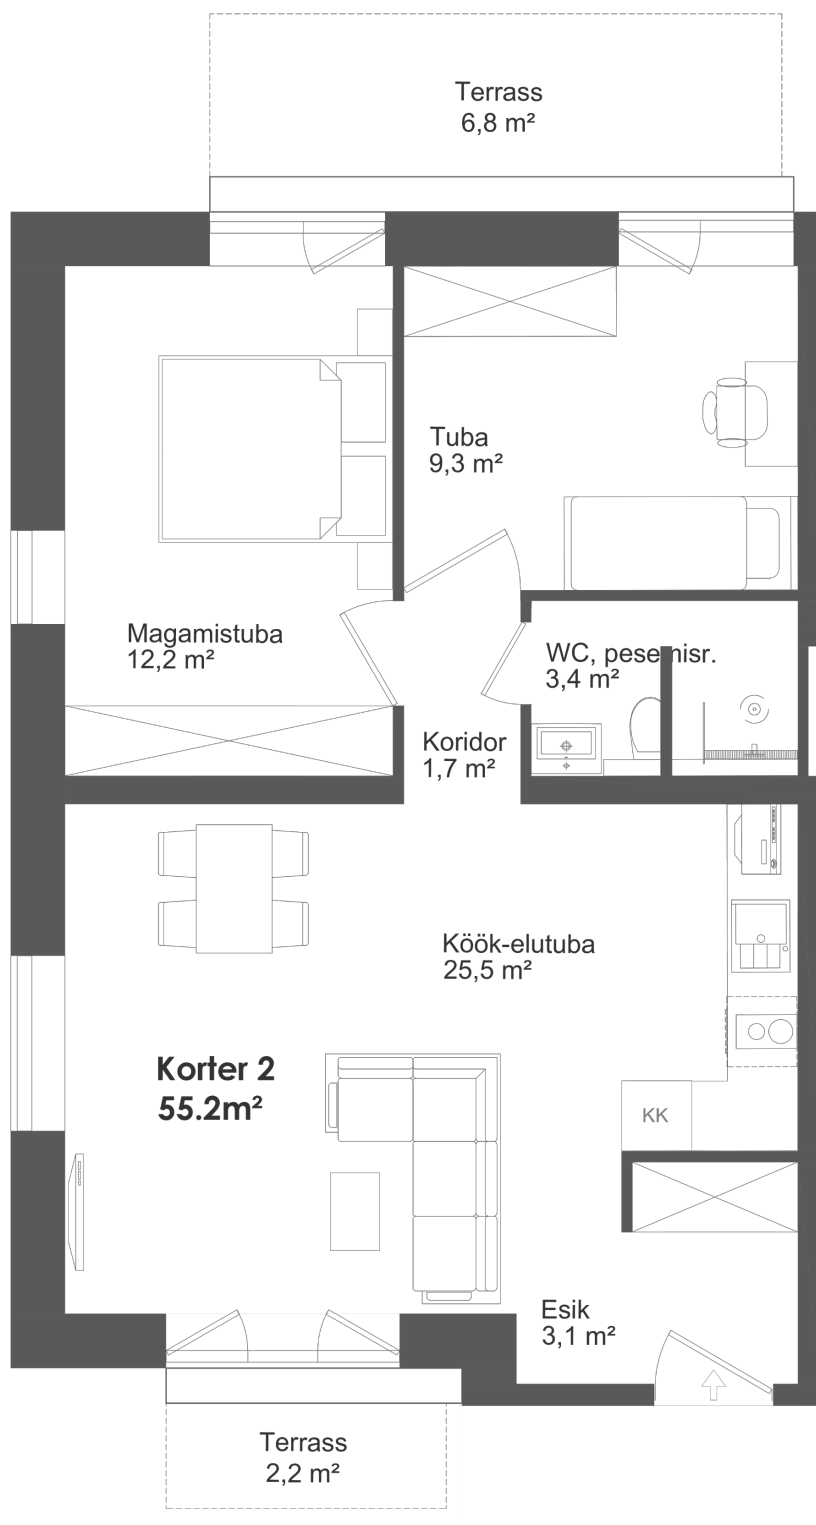 Terrass
6,8 m²
Tuba
9,3 m²
Magamistuba
12,2 m²
WC, pesemisr.
3,4 m²
Koridor
1,7 m²
Köök-elutuba
25,5 m²
Korter 2
55.2m²
KK
Esik
3,1 m²
Terrass
2,2 m²